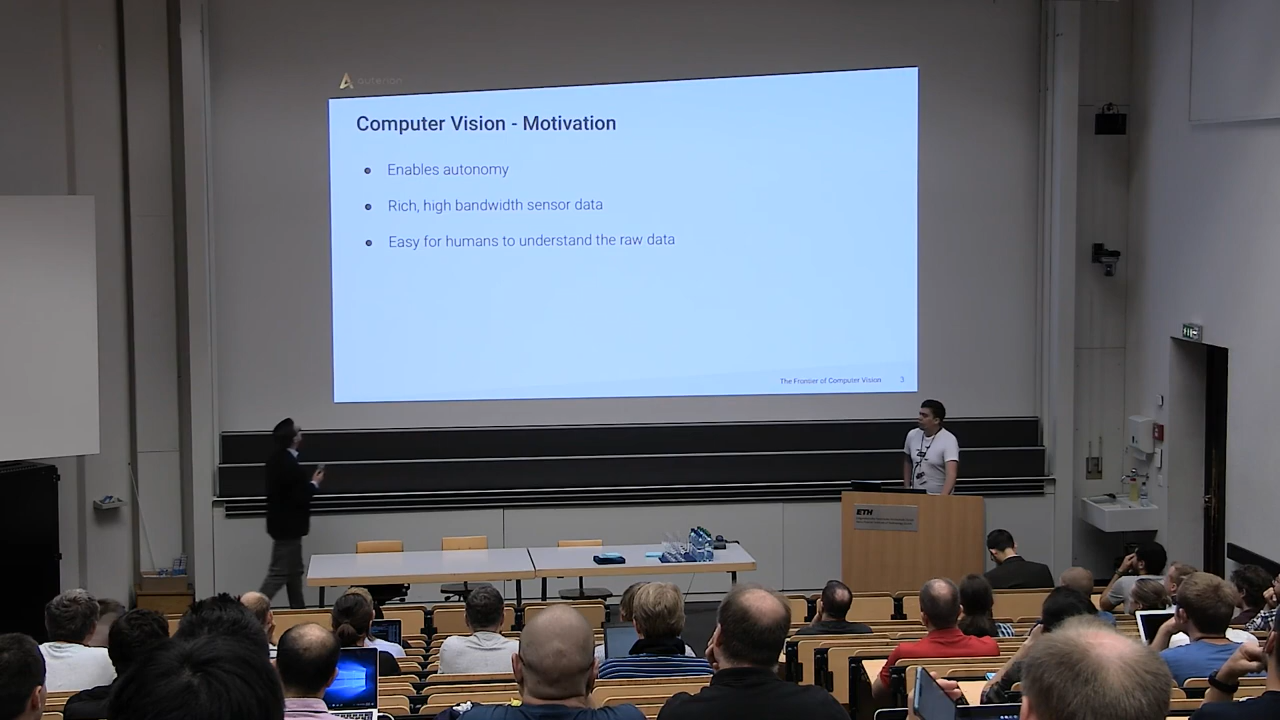 auterion
Computer Vision - Motivation
Enables autonomy
Rich, high bandwidth sensor data
Easy for humans to understand the raw data
The Frontier of Computer Vision 3
ETH